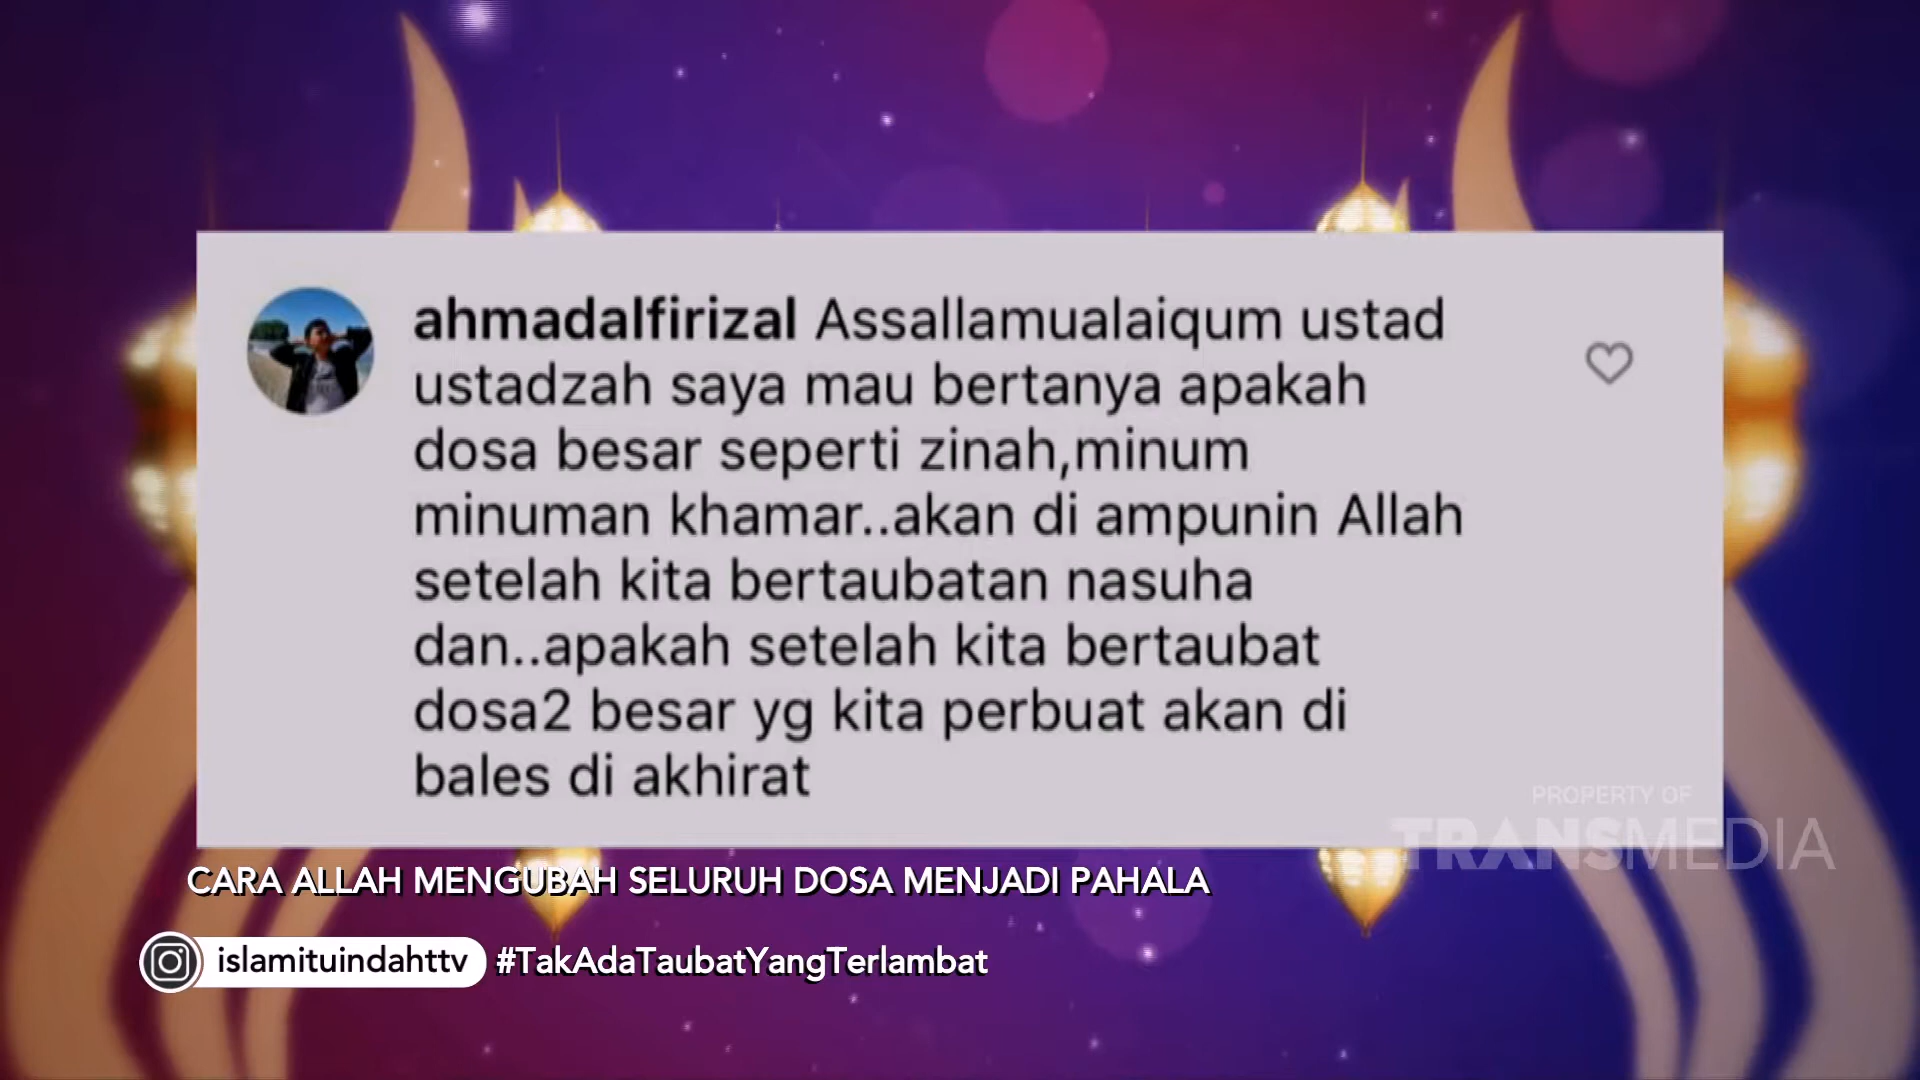 ahmadalfirizal Assallamualaiqum ustad
ustadzah saya mau bertanya apakah
dosa besar seperti zinah,minum
minuman khamar..akan di ampunin Allah
setelah kita bertaubatan nasuha
dan..apakah setelah kita bertaubat
dosa2 besar yg kita perbuat akan di
bales di akhirat
PROPERTY OF
TRANSMEDIA
CARA ALLAH MENGUBAH SELURUH DOSA MENJADI PAHALA
islamituindahttv #TakAdaTaubatYangTerlambat